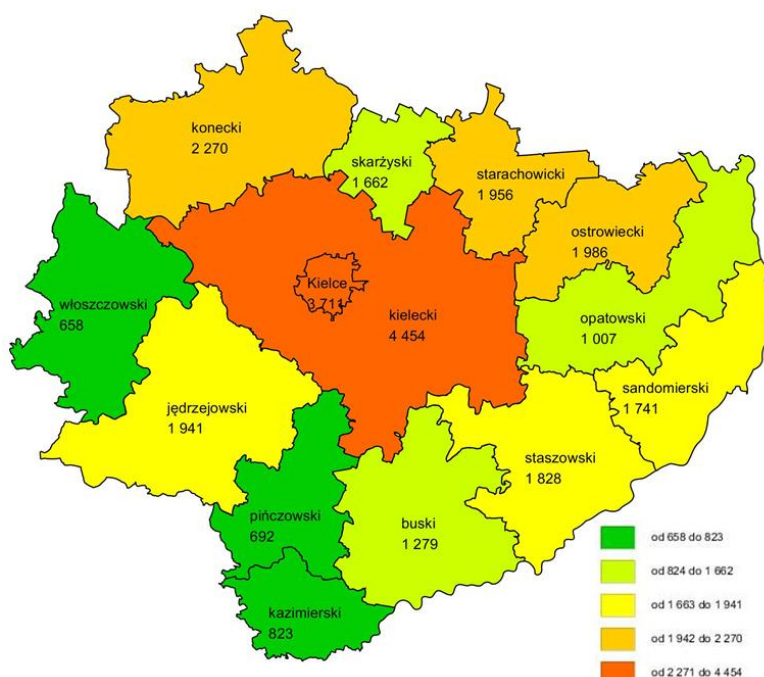 konecki
2 270
skarżyski
1 662
starachowicki
1 956
ostrowiecki
1 986
Kielce
3 711
włoszczowski
658
kielecki
4 454
opatowski
1 007
jędrzejowski
1 941
sandomierski
1 741
staszowski
1 828
pińczowski
692
buski
1 279
kazimierski
823
od 658 do 823
od 824 do 1 662
od 1 663 do 1 941
od 1 942 do 2 270
od 2 271 do 4 454